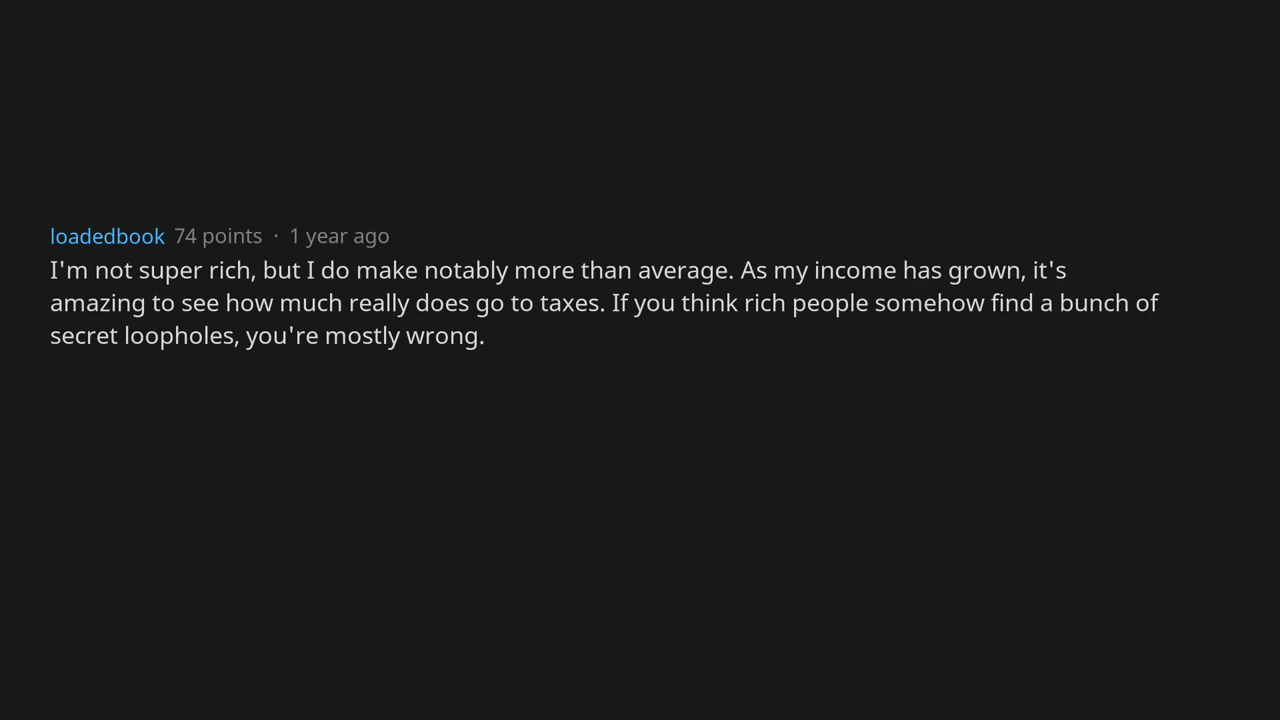 loadedbook 74 points · 1 year ago
I'm not super rich, but I do make notably more than average. As my income has grown, it's
amazing to see how much really does go to taxes. If you think rich people somehow find a bunch of
secret loopholes, you're mostly wrong.